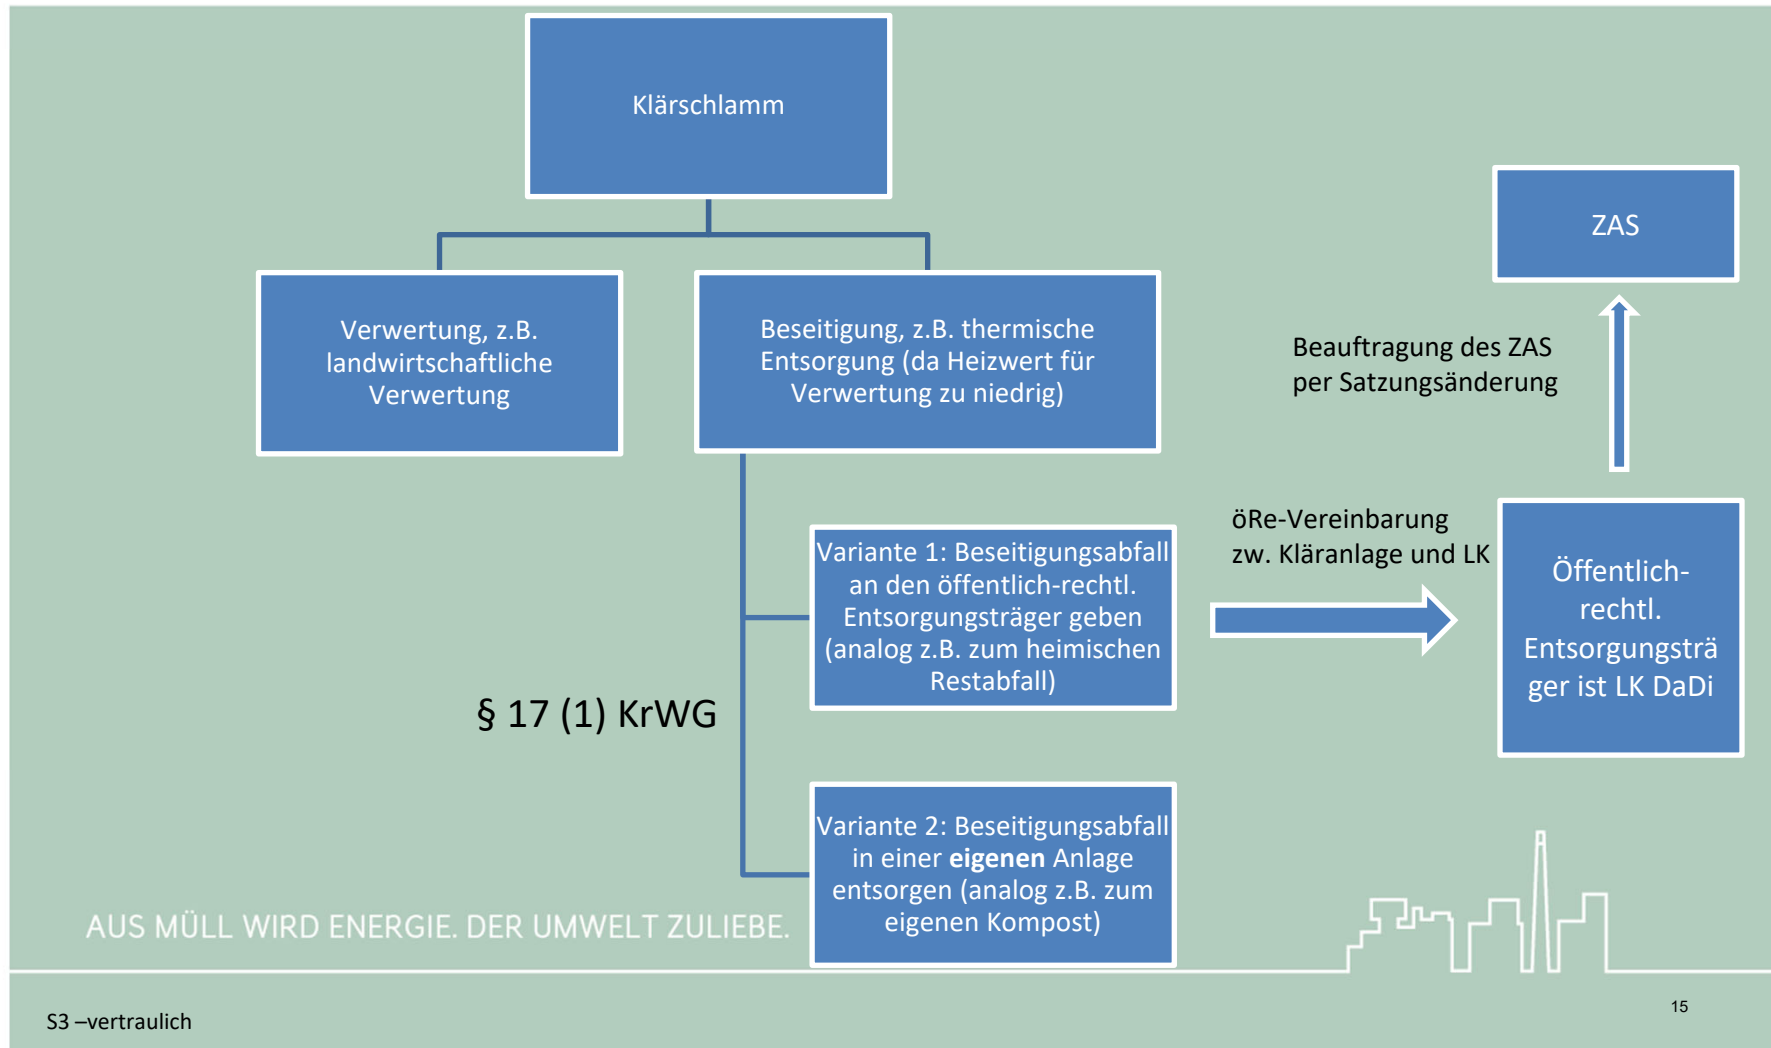 Klärschlamm
Verwertung, z.B.
landwirtschaftliche
Verwertung
Beseitigung, z.B. thermische
Entsorgung (da Heizwert für
Verwertung zu niedrig)
ZAS
Beauftragung des ZAS
per Satzungsänderung
Variante 1: Beseitigungsabfall
an den öffentlich-rechtl.
Entsorgungsträger geben
(analog z.B. zum heimischen
Restabfall)
öRe-Vereinbarung
zw. Kläranlage und LK
Öffentlich-
rechtl.
Entsorgungsträ
ger ist LK DaDi
§ 17 (1) KrWG
Variante 2: Beseitigungsabfall
in einer eigenen Anlage
entsorgen (analog z.B. zum
eigenen Kompost)
AUS MÜLL WIRD ENERGIE. DER UMWELT ZULIEBE.
S3 –vertraulich
15